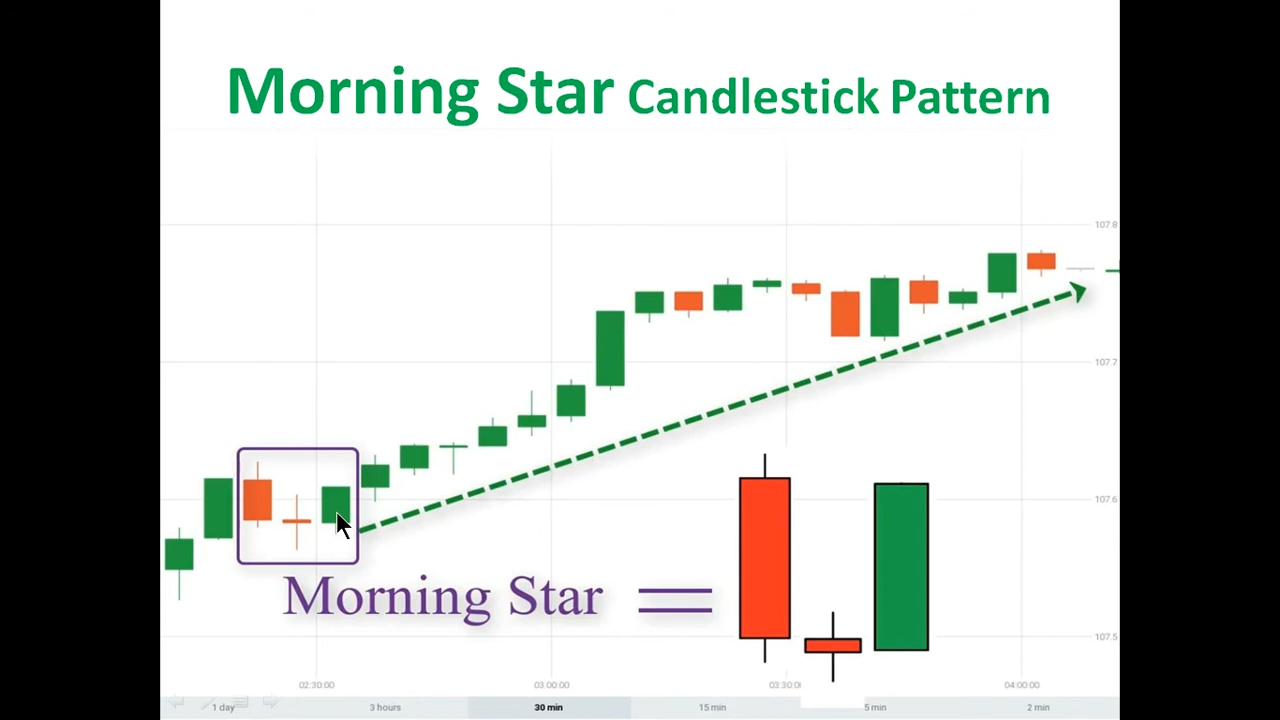 Morning Star Candlestick Pattern
107.8
107.7
107.6
107.5
Morning Star
02:30:00 03:00:00 03:30:0 04:00:00
1 day 3 hours 30 min 15 min 5 min 2 min